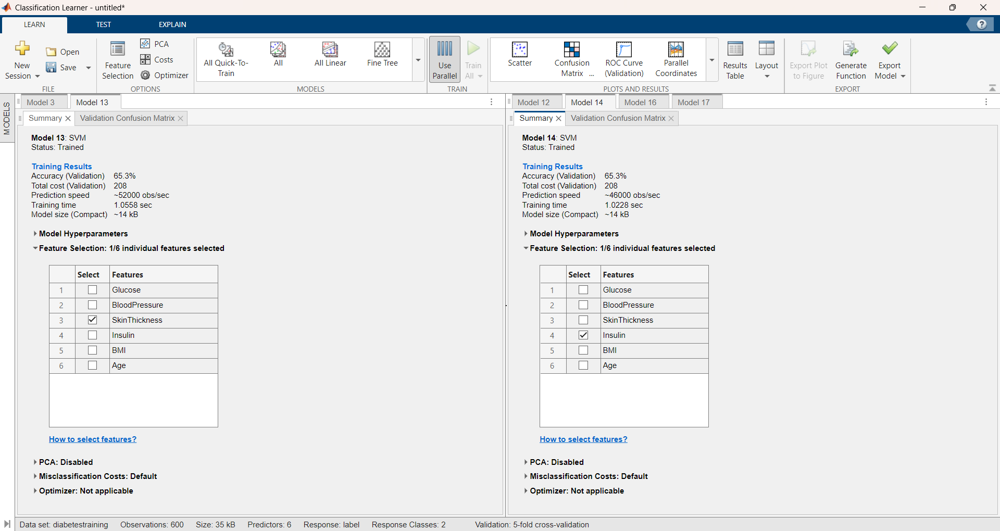 Classification Learner - untitled*
LEARN TEST EXPLAIN
New Session
Open
Save
FILE
Feature Selection
PCA
Costs
Optimizer
OPTIONS
All Quick-To-Train
All
All Linear
Fine Tree
MODELS
Use Parallel
Train All
TRAIN
Scatter
Confusion Matrix ...
ROC Curve (Validation)
Parallel Coordinates
Results Table
Layout
PLOTS AND RESULTS
Export Plot to Figure
Generate Function
Export Model
EXPORT
?
MODELS
Model 3 Model 13
Summary Validation Confusion Matrix
Model 13: SVM
Status: Trained
Training Results
Accuracy (Validation) 65.3%
Total cost (Validation) 208
Prediction speed ~52000 obs/sec
Training time 1.0558 sec
Model size (Compact) ~14 kB
Model Hyperparameters
Feature Selection: 1/6 individual features selected
Select Features
1 Glucose
2 BloodPressure
3 SkinThickness
4 Insulin
5 BMI
6 Age
How to select features?
PCA: Disabled
Misclassification Costs: Default
Optimizer: Not applicable
Model 12 Model 14 Model 16 Model 17
Summary Validation Confusion Matrix
Model 14: SVM
Status: Trained
Training Results
Accuracy (Validation) 65.3%
Total cost (Validation) 208
Prediction speed ~46000 obs/sec
Training time 1.0228 sec
Model size (Compact) ~14 kB
Model Hyperparameters
Feature Selection: 1/6 individual features selected
Select Features
1 Glucose
2 BloodPressure
3 SkinThickness
4 Insulin
5 BMI
6 Age
How to select features?
PCA: Disabled
Misclassification Costs: Default
Optimizer: Not applicable
Data set: diabetestraining Observations: 600 Size: 35 kB Predictors: 6 Response: label Response Classes: 2 Validation: 5-fold cross-validation